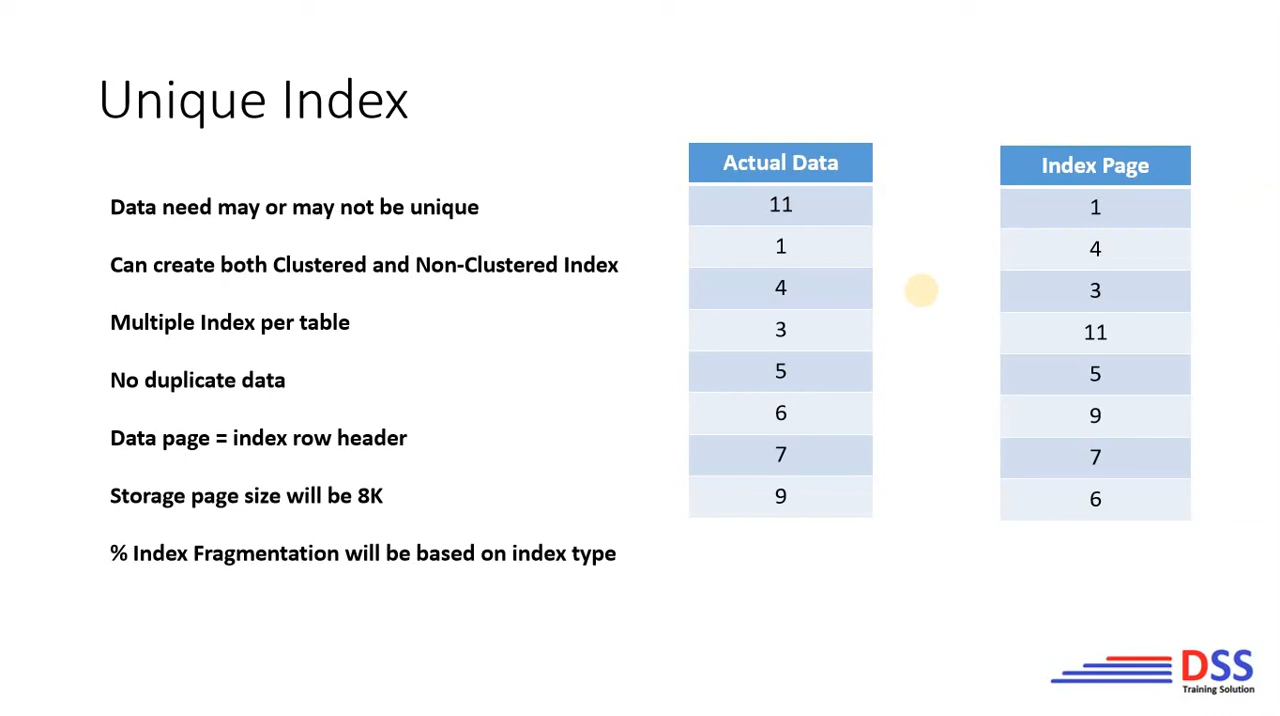 Unique Index
Data need may or may not be unique
Can create both Clustered and Non-Clustered Index
Multiple Index per table
No duplicate data
Data page = index row header
Storage page size will be 8K
% Index Fragmentation will be based on index type
Actual Data
11
1
4
3
5
6
7
9
Index Page
1
4
3
11
5
9
7
6
DSS
Training Solution